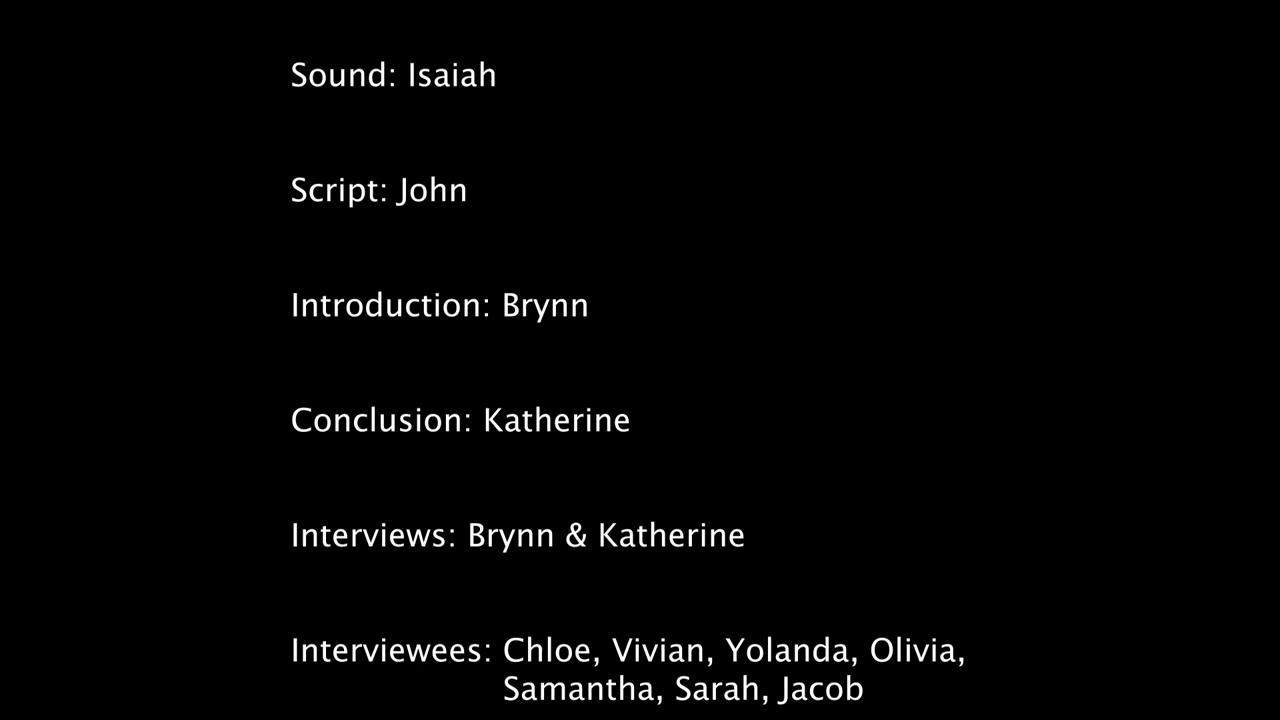 Sound: Isaiah
Script: John
Introduction: Brynn
Conclusion: Katherine
Interviews: Brynn & Katherine
Interviewees: Chloe, Vivian, Yolanda, Olivia,
Samantha, Sarah, Jacob